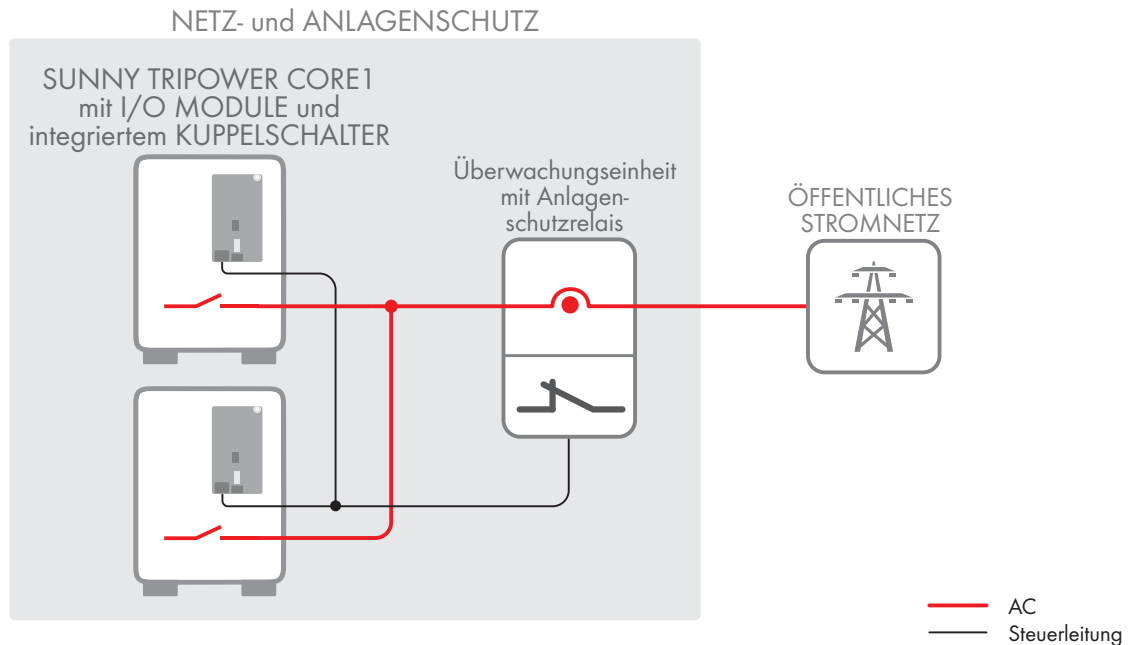 NETZ- und ANLAGENSCHUTZ
SUNNY TRIPOWER CORE1
mit I/O MODULE und
integriertem KUPPELSCHALTER
Überwachungseinheit
mit Anlagen-
schutzrelais
ÖFFENTLICHES
STROMNETZ
AC
Steuerleitung